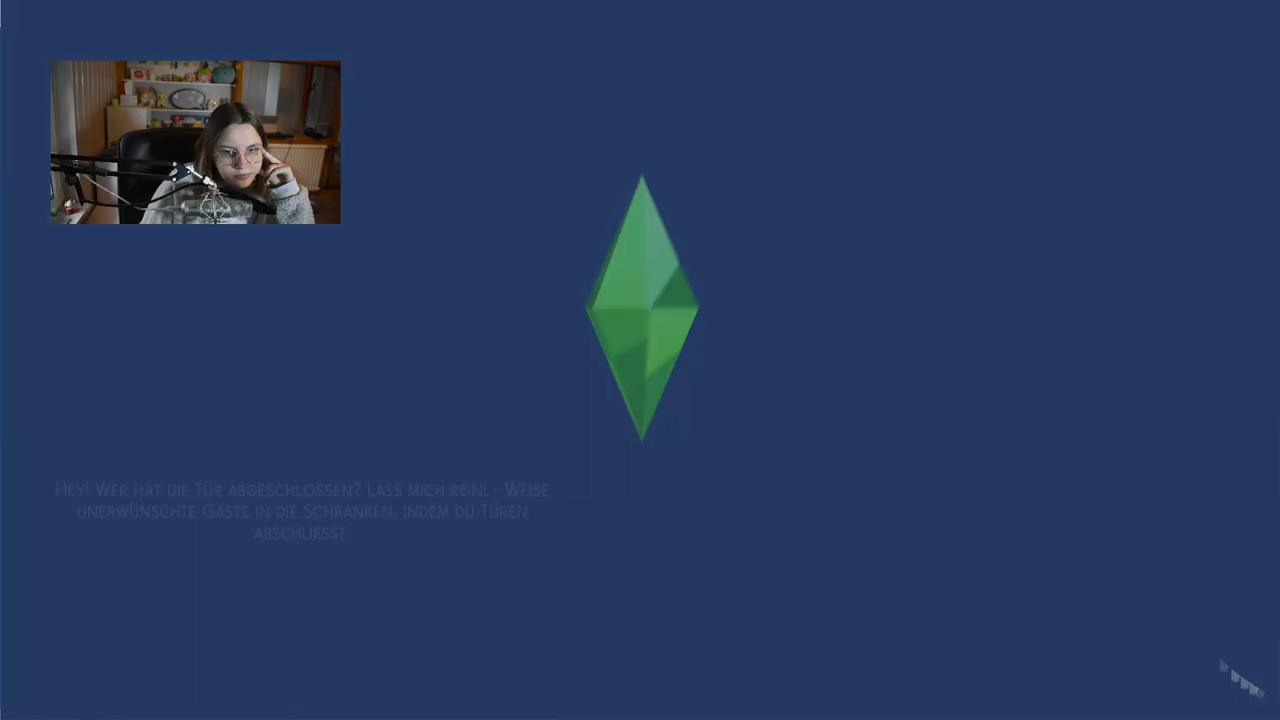 Hey! Wer hat die Tür abgeschlossen? Lass mich rein! - Weise
unerwünschte Gäste in die Schranken, indem du Türen
abschließt.